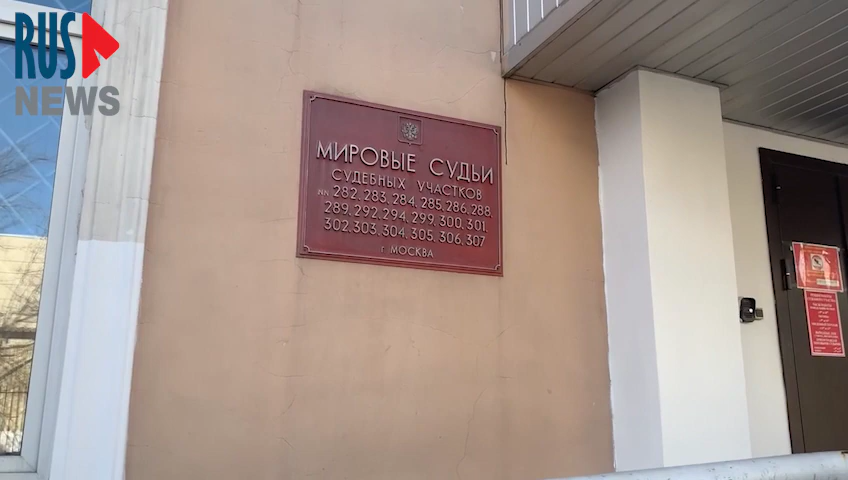 RUS
NEWS
МИРОВЫЕ СУДЬИ
СУДЕБНЫХ УЧАСТКОВ
NN 282, 283, 284, 285, 286, 288,
289, 292, 294, 299, 300, 301,
302, 303, 304, 305, 306, 307
г МОСКВА